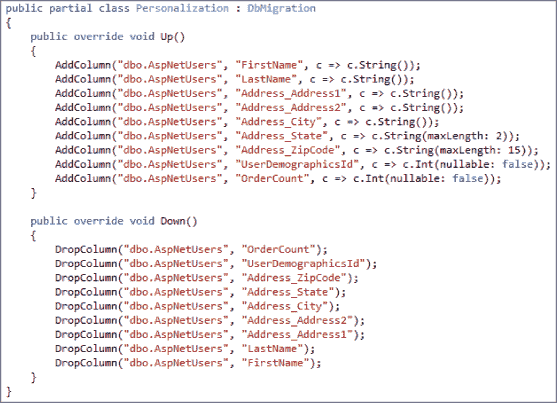 public partial class Personalization : DbMigration
{
    public override void Up()
    {
        AddColumn("dbo.AspNetUsers", "FirstName", c => c.String());
        AddColumn("dbo.AspNetUsers", "LastName", c => c.String());
        AddColumn("dbo.AspNetUsers", "Address_Address1", c => c.String());
        AddColumn("dbo.AspNetUsers", "Address_Address2", c => c.String());
        AddColumn("dbo.AspNetUsers", "Address_City", c => c.String());
        AddColumn("dbo.AspNetUsers", "Address_State", c => c.String(maxLength: 2));
        AddColumn("dbo.AspNetUsers", "Address_ZipCode", c => c.String(maxLength: 15));
        AddColumn("dbo.AspNetUsers", "UserDemographicsId", c => c.Int(nullable: false));
        AddColumn("dbo.AspNetUsers", "OrderCount", c => c.Int(nullable: false));
    }

    public override void Down()
    {
        DropColumn("dbo.AspNetUsers", "OrderCount");
        DropColumn("dbo.AspNetUsers", "UserDemographicsId");
        DropColumn("dbo.AspNetUsers", "Address_ZipCode");
        DropColumn("dbo.AspNetUsers", "Address_State");
        DropColumn("dbo.AspNetUsers", "Address_City");
        DropColumn("dbo.AspNetUsers", "Address_Address2");
        DropColumn("dbo.AspNetUsers", "Address_Address1");
        DropColumn("dbo.AspNetUsers", "LastName");
        DropColumn("dbo.AspNetUsers", "FirstName");
    }
}